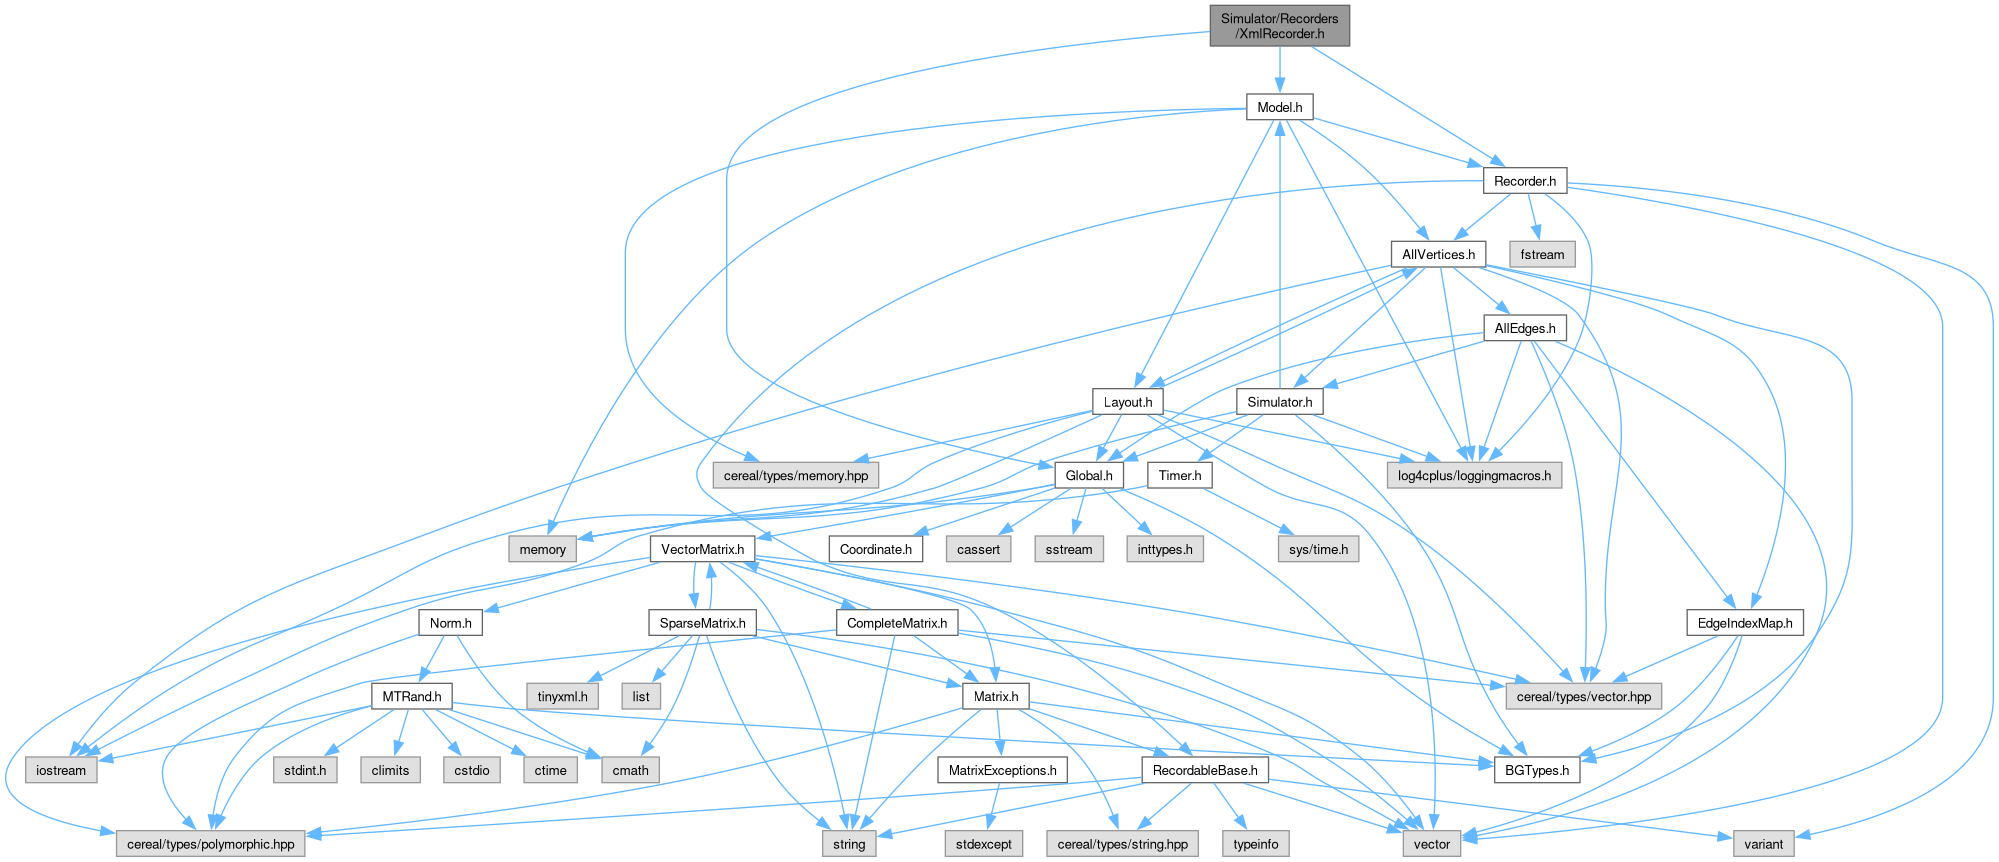 Simulator/Recorders
/XmlRecorder.h
Model.h
Recorder.h
AllVertices.h
fstream
AllEdges.h
Layout.h
Simulator.h
cereal/types/memory.hpp
Global.h
Timer.h
log4cplus/loggingmacros.h
memory
VectorMatrix.h
Coordinate.h
cassert
sstream
inttypes.h
sys/time.h
Norm.h
SparseMatrix.h
CompleteMatrix.h
EdgeIndexMap.h
MTRand.h
tinyxml.h
list
Matrix.h
cereal/types/vector.hpp
iostream
stdint.h
climits
cstdio
ctime
cmath
MatrixExceptions.h
RecordableBase.h
BGTypes.h
cereal/types/polymorphic.hpp
string
stdexcept
cereal/types/string.hpp
typeinfo
vector
variant